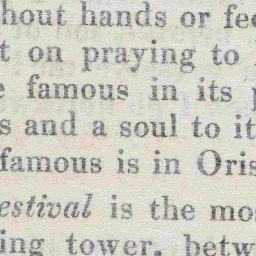 hout hands or fee
t on praying to
e famous in its p
s and a soul to it
famous is in Oris
estival is the mos
ing tower, betw